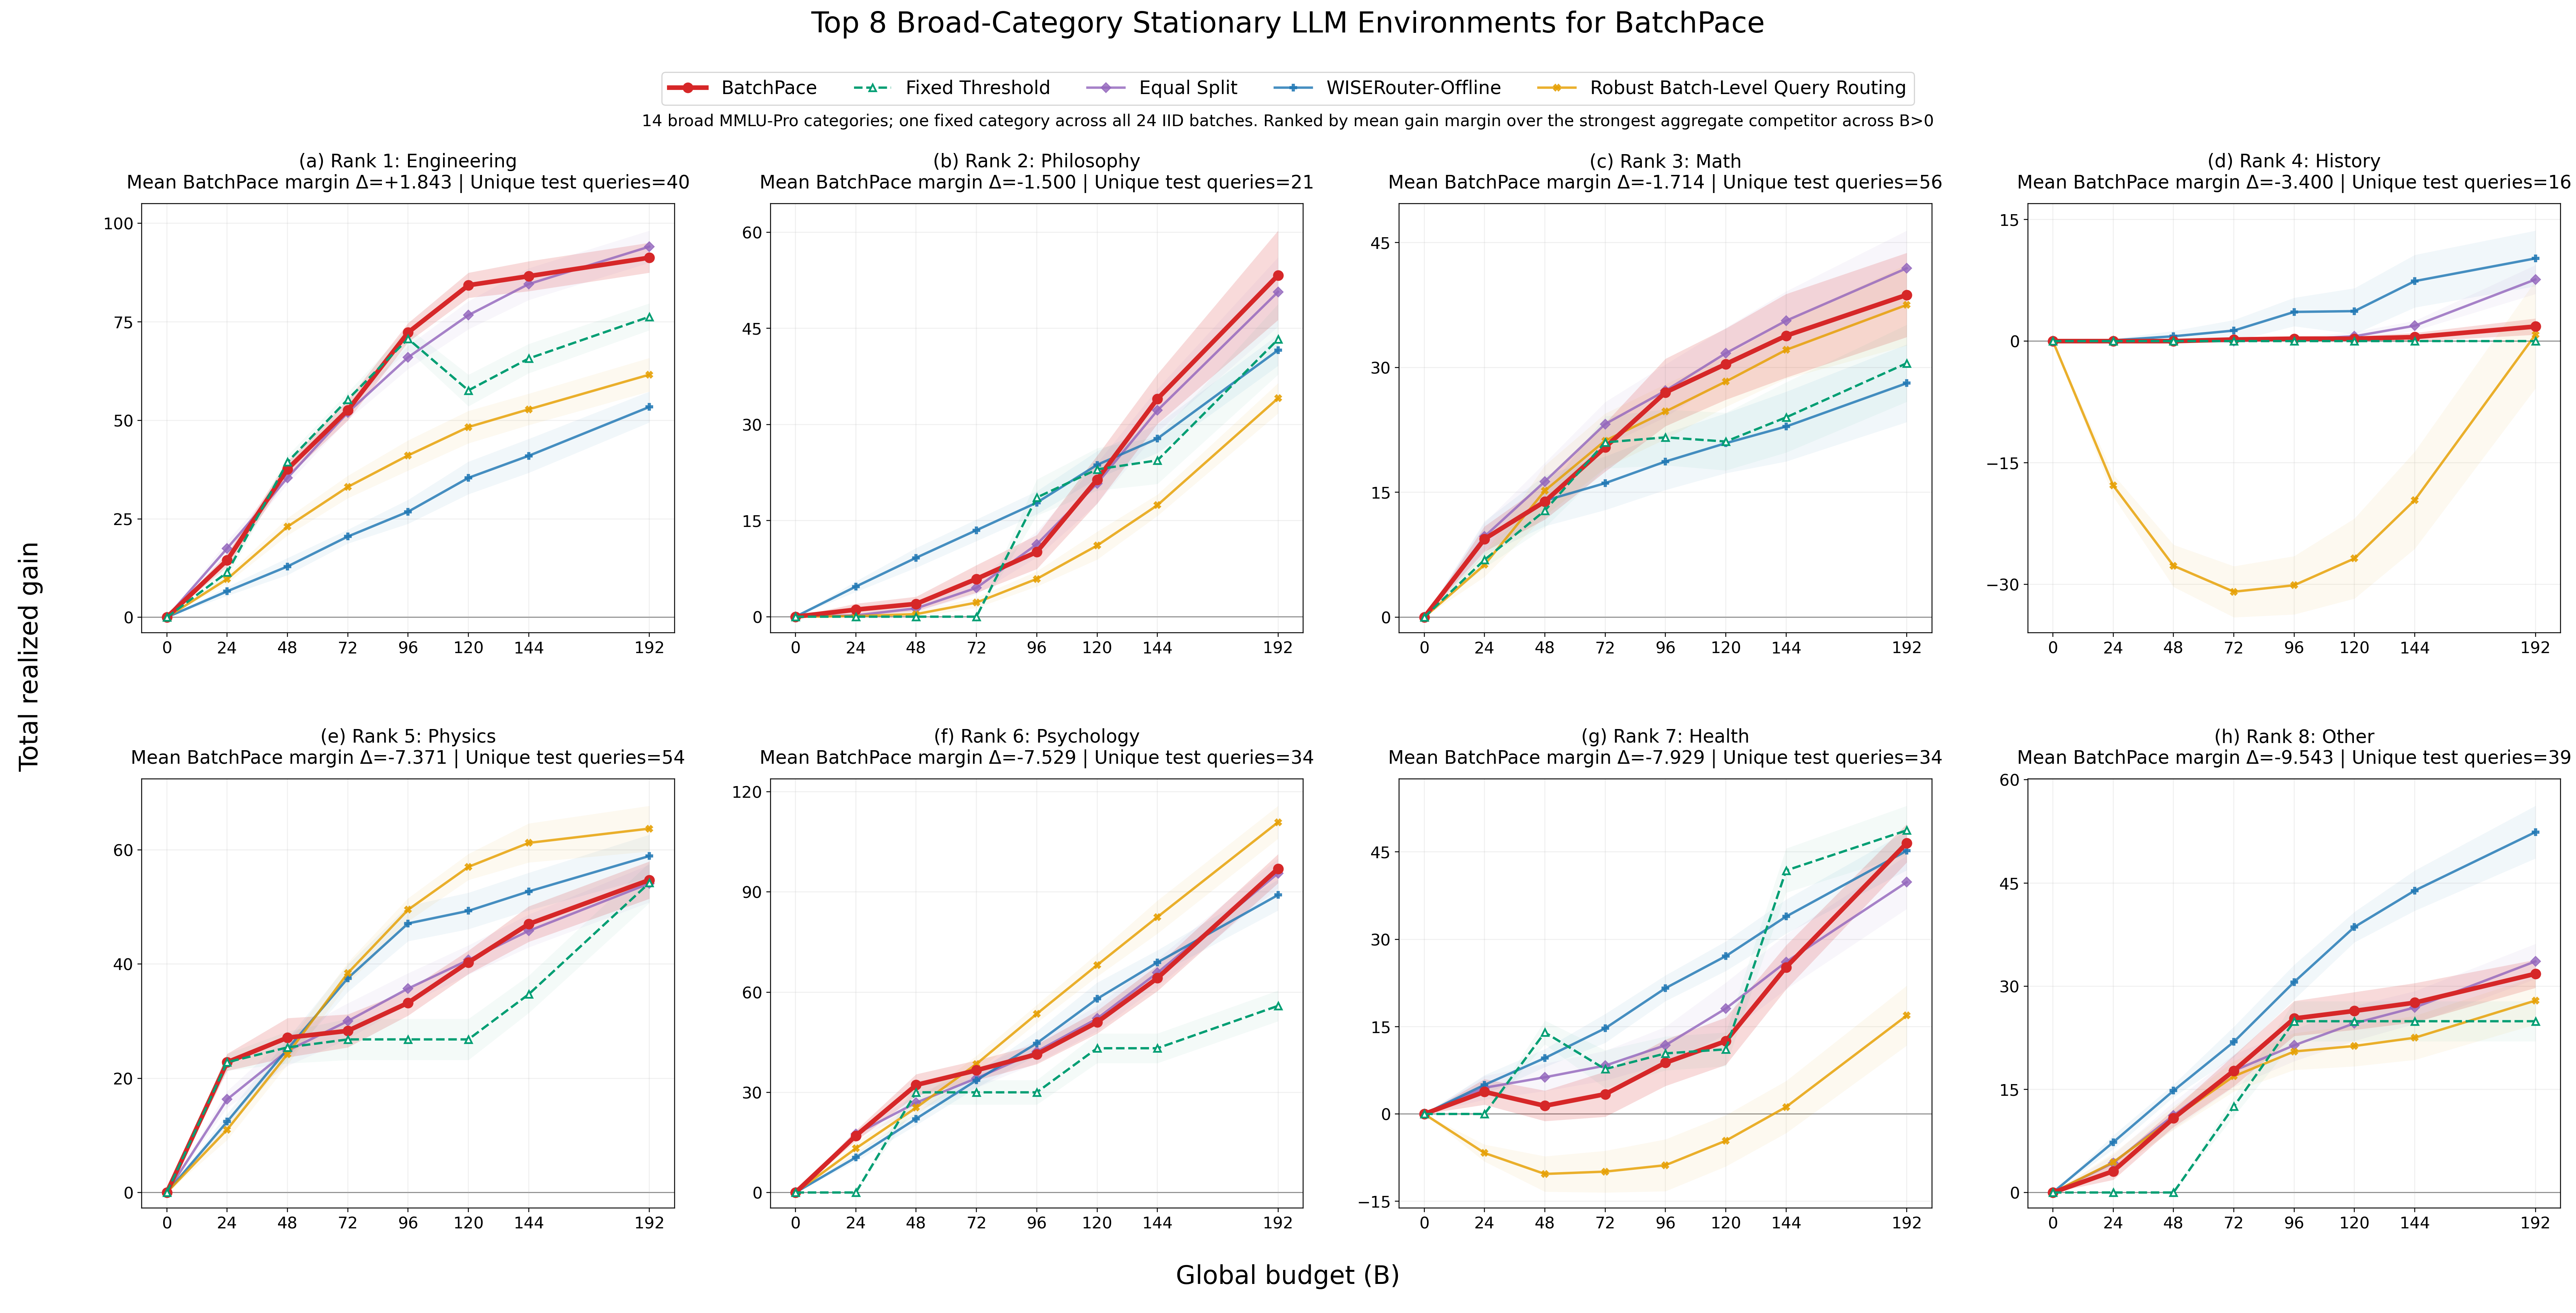 Top 8 Broad-Category Stationary LLM Environments for BatchPace
BatchPace Fixed Threshold Equal Split WISERouter-Offline Robust Batch-Level Query Routing
14 broad MMLU-Pro categories; one fixed category across all 24 IID batches. Ranked by mean gain margin over the strongest aggregate competitor across B>0
Total realized gain
(a) Rank 1: Engineering
Mean BatchPace margin Δ=+1.843 | Unique test queries=40
100
75
50
25
0
0 24 48 72 96 120 144 192
(b) Rank 2: Philosophy
Mean BatchPace margin Δ=-1.500 | Unique test queries=21
60
45
30
15
0
0 24 48 72 96 120 144 192
(c) Rank 3: Math
Mean BatchPace margin Δ=-1.714 | Unique test queries=56
45
30
15
0
0 24 48 72 96 120 144 192
(d) Rank 4: History
Mean BatchPace margin Δ=-3.400 | Unique test queries=16
15
0
−15
−30
0 24 48 72 96 120 144 192
(e) Rank 5: Physics
Mean BatchPace margin Δ=-7.371 | Unique test queries=54
60
40
20
0
0 24 48 72 96 120 144 192
(f) Rank 6: Psychology
Mean BatchPace margin Δ=-7.529 | Unique test queries=34
120
90
60
30
0
0 24 48 72 96 120 144 192
(g) Rank 7: Health
Mean BatchPace margin Δ=-7.929 | Unique test queries=34
45
30
15
0
−15
0 24 48 72 96 120 144 192
(h) Rank 8: Other
Mean BatchPace margin Δ=-9.543 | Unique test queries=39
60
45
30
15
0
0 24 48 72 96 120 144 192
Global budget (B)